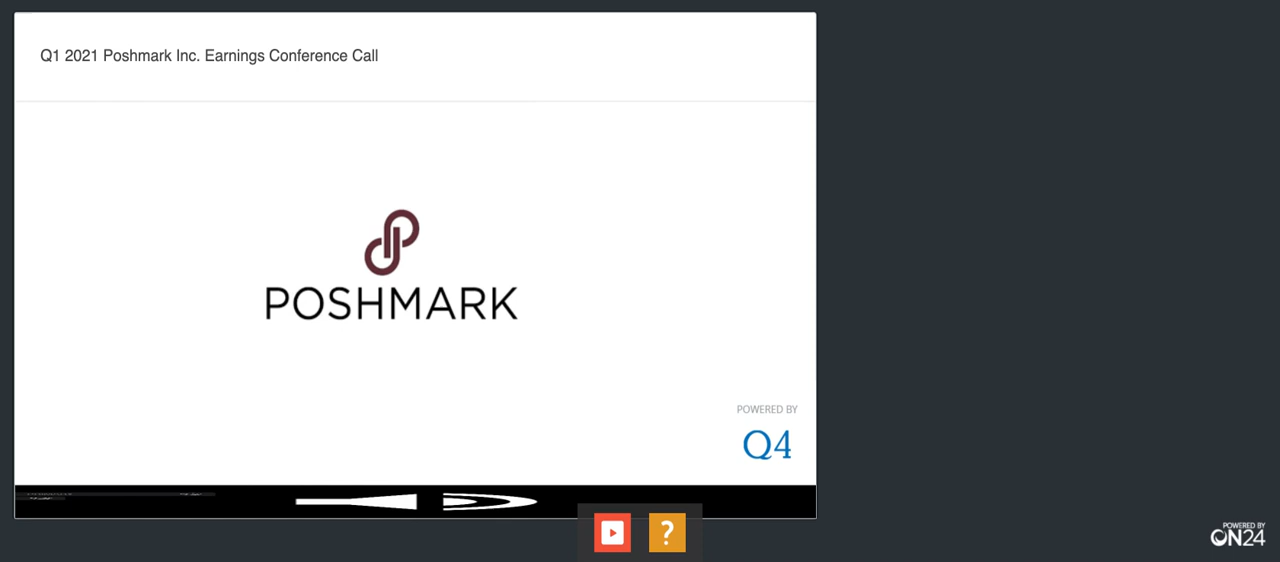 Q1 2021 Poshmark Inc. Earnings Conference Call
POSHMARK
POWERED BY
Q4
?
POWERED BY
ON24